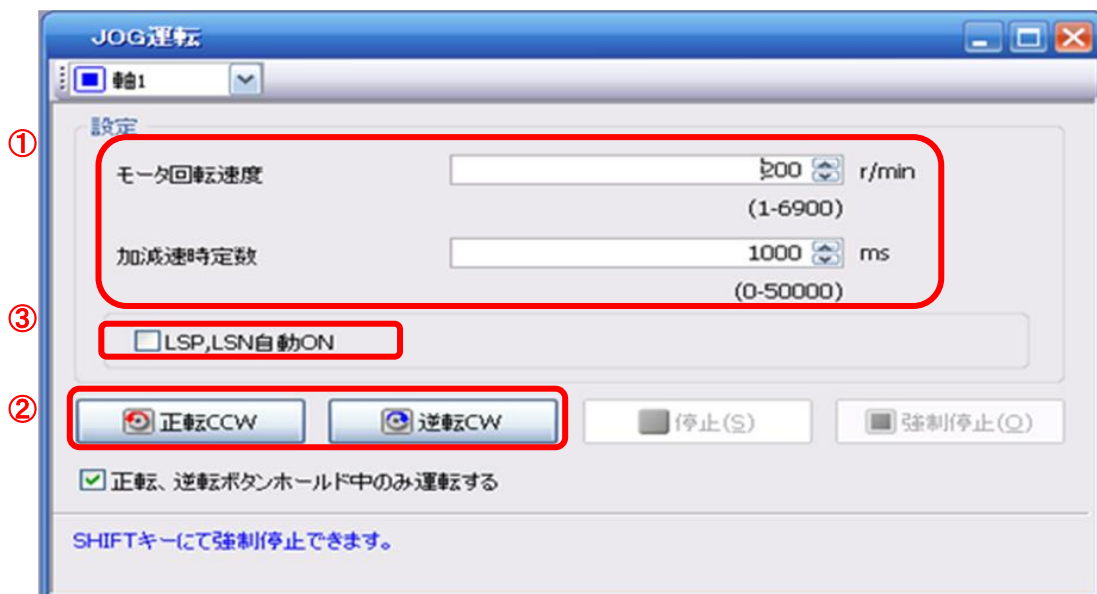 JOG運転
軸1
設定
①
モータ回転速度 200 r/min
(1-6900)
加減速時定数 1000 ms
(0-50000)
③
LSP,LSN自動ON
②
正転CCW 逆転CW 停止(S) 強制停止(O)
正転、逆転ボタンホールド中のみ運転する
SHIFTキーにて強制停止できます。